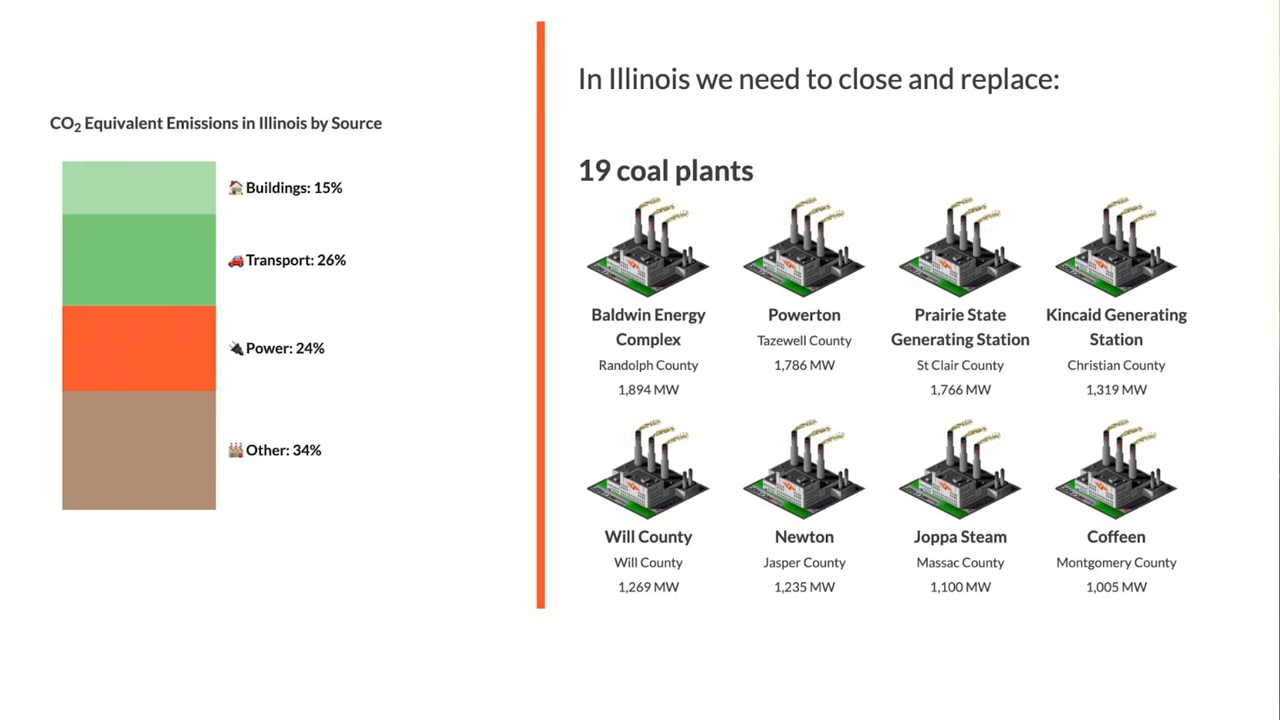 CO₂ Equivalent Emissions in Illinois by Source
Buildings: 15%
Transport: 26%
Power: 24%
Other: 34%
In Illinois we need to close and replace:
19 coal plants
Baldwin Energy
Complex
Randolph County
1,894 MW
Powerton
Tazewell County
1,786 MW
Prairie State
Generating Station
St Clair County
1,766 MW
Kincaid Generating
Station
Christian County
1,319 MW
Will County
Will County
1,269 MW
Newton
Jasper County
1,235 MW
Joppa Steam
Massac County
1,100 MW
Coffeen
Montgomery County
1,005 MW